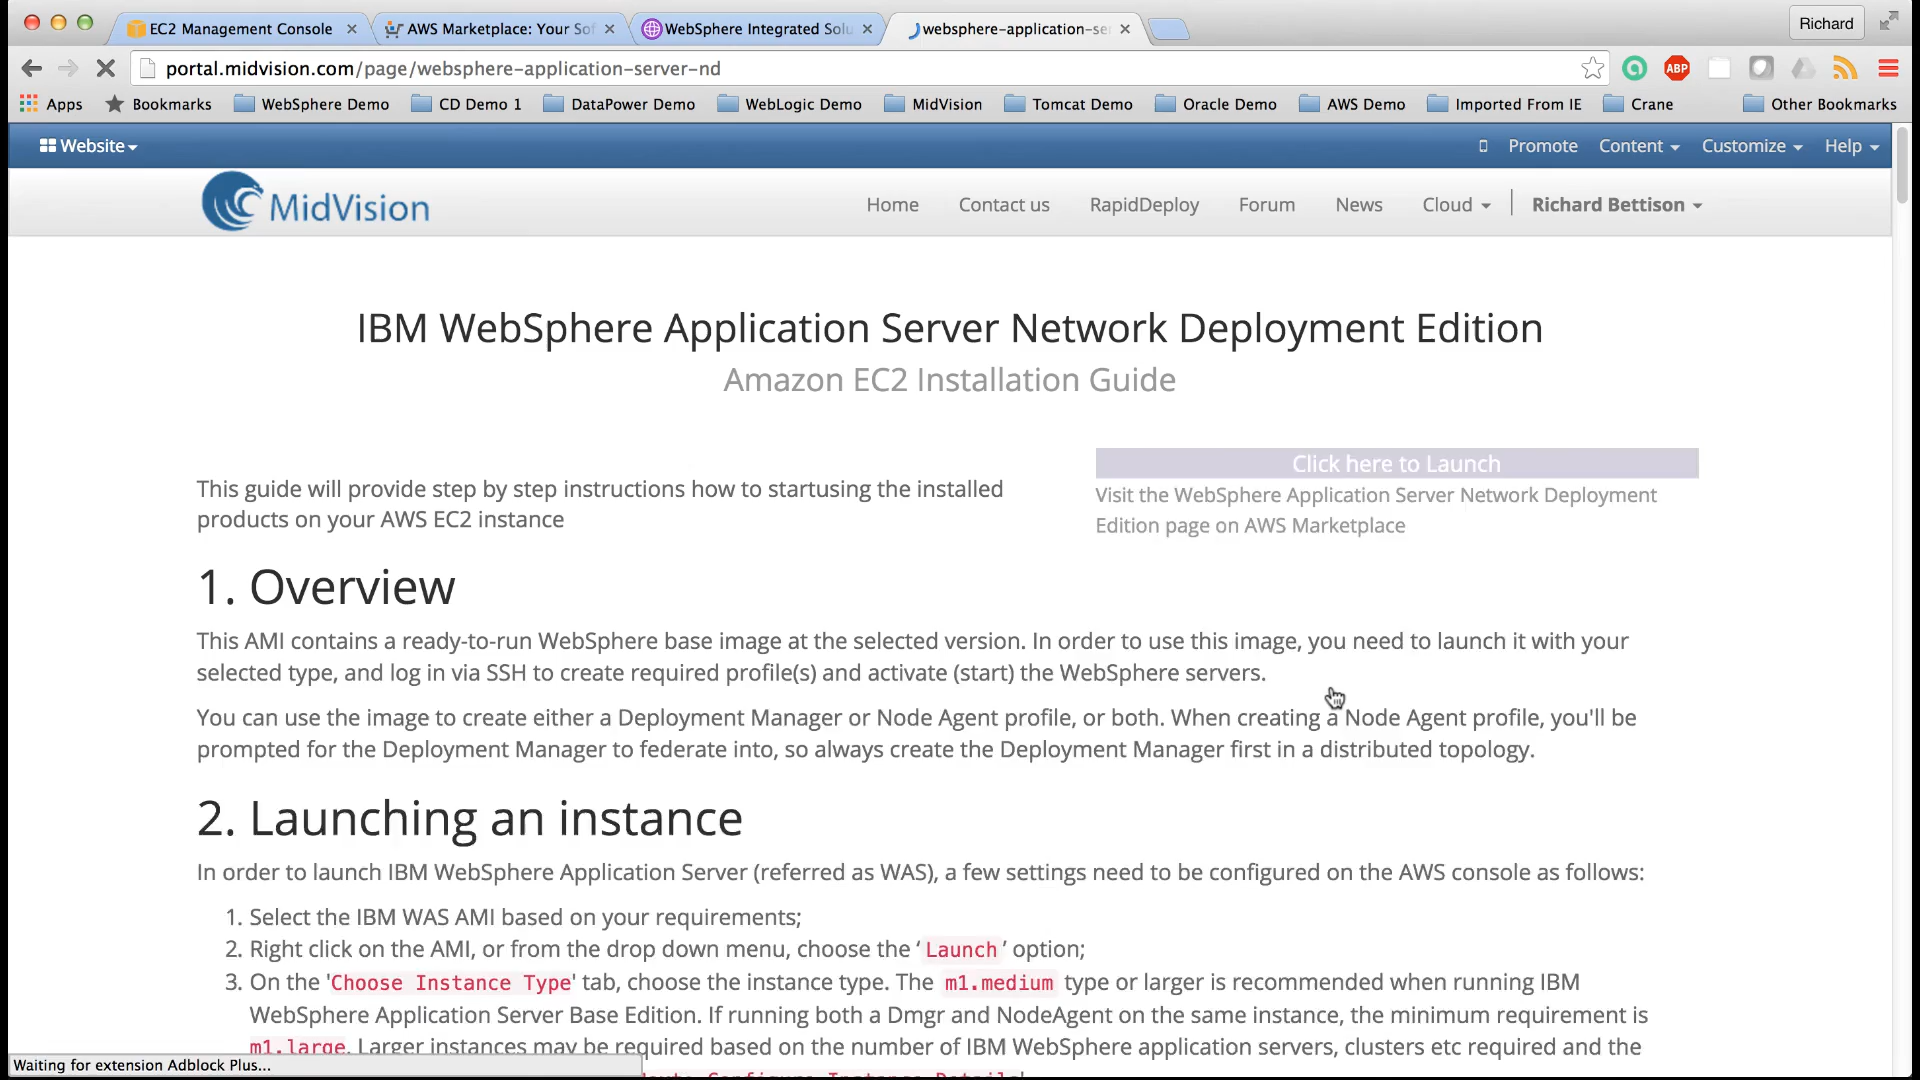 EC2 Management Console
AWS Marketplace: Your Sof
WebSphere Integrated Solu
websphere-application-se
Richard
portal.midvision.com/page/websphere-application-server-nd
ABP
Apps Bookmarks WebSphere Demo CD Demo 1 DataPower Demo WebLogic Demo MidVision Tomcat Demo Oracle Demo AWS Demo Imported From IE Crane Other Bookmarks
Website Promote Content Customize Help
MidVision Home Contact us RapidDeploy Forum News Cloud Richard Bettison
IBM WebSphere Application Server Network Deployment Edition
Amazon EC2 Installation Guide
Click here to Launch
Visit the WebSphere Application Server Network Deployment
Edition page on AWS Marketplace
This guide will provide step by step instructions how to startusing the installed
products on your AWS EC2 instance
1. Overview
This AMI contains a ready-to-run WebSphere base image at the selected version. In order to use this image, you need to launch it with your
selected type, and log in via SSH to create required profile(s) and activate (start) the WebSphere servers.
You can use the image to create either a Deployment Manager or Node Agent profile, or both. When creating a Node Agent profile, you'll be
prompted for the Deployment Manager to federate into, so always create the Deployment Manager first in a distributed topology.
2. Launching an instance
In order to launch IBM WebSphere Application Server (referred as WAS), a few settings need to be configured on the AWS console as follows:
1. Select the IBM WAS AMI based on your requirements;
2. Right click on the AMI, or from the drop down menu, choose the ‘Launch’ option;
3. On the 'Choose Instance Type' tab, choose the instance type. The m1.medium type or larger is recommended when running IBM
WebSphere Application Server Base Edition. If running both a Dmgr and NodeAgent on the same instance, the minimum requirement is
m1.large. Larger instances may be required based on the number of IBM WebSphere application servers, clusters etc required and the
Configure Instance Details'
Waiting for extension Adblock Plus...